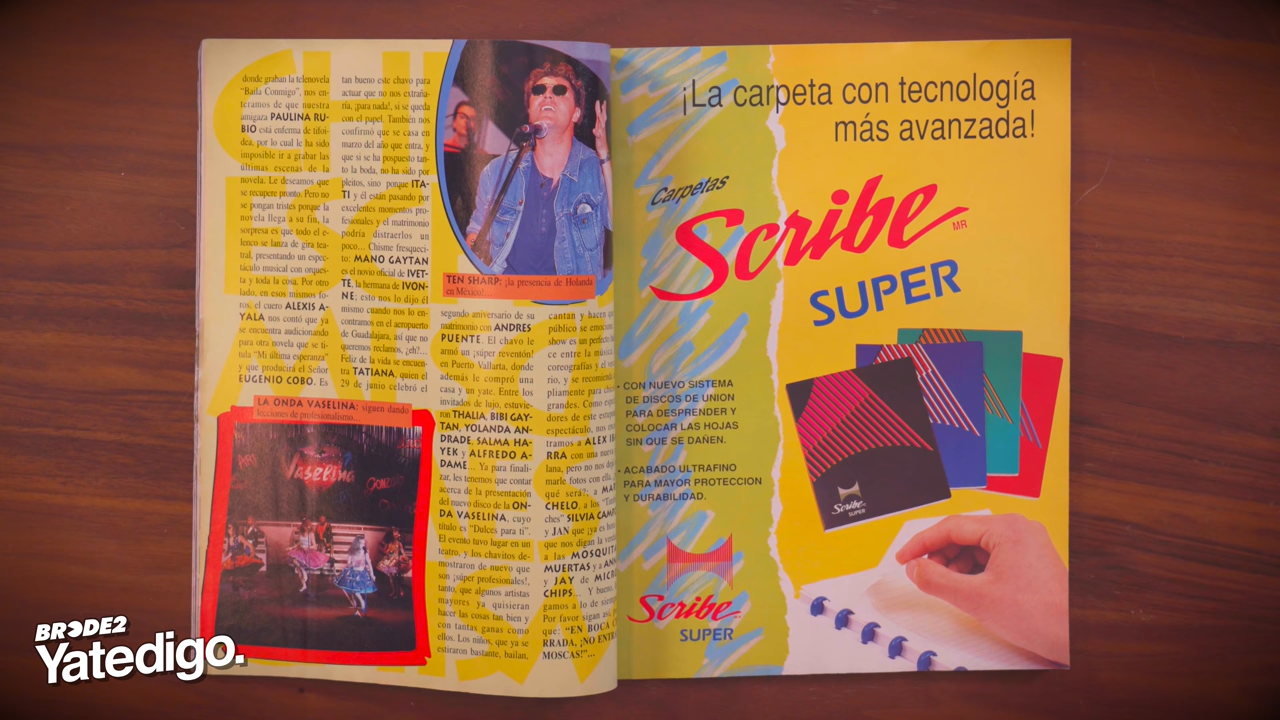 donde graban la telenovela
"Baila Conmigo", nos en-
teramos de que nuestra
amigaza PAULINA RU-
BIO está enferma de tifoi-
dea, por lo cual le ha sido
imposible ir a grabar las
últimas escenas de la
novela. Le deseamos que
se recupere pronto. Pero no
se pongan tristes porque la
novela llega a su fin, la
sorpresa es que todo el e-
lenco se lanza de gira tea-
tral, presentando un espec-
táculo musical con orques-
ta y toda la cosa. Por otro
lado, en esos mismos fo-
ros, el cuero ALEXIS A-
YALA nos contó que ya
se encuentra audicionando
para otra novela que se ti-
tula "Mi última esperanza"
y que producirá el Señor
EUGENIO COBO. Es
tan bueno este chavo para
actuar que no nos extraña-
ría, ¡para nada!, si se queda
con el papel. También nos
confirmó que se casa en
marzo del año que entra, y
que si se ha pospuesto tan-
to la boda, no ha sido por
pleitos, sino porque ITA-
TI y él están pasando por
excelentes momentos pro-
fesionales y el matrimonio
podría distraerlos un
poco... Chisme fresqueci-
to: MANO GAYTAN
es el novio oficial de IVET-
TE, la hermana de IVON-
NE; esto nos lo dijo él
mismo cuando nos lo en-
contramos en el aeropuerto
de Guadalajara, así que no
queremos reclamos, ¿eh?...
Feliz de la vida se encuen-
tra TATIANA, quien el
29 de junio celebró el
TEN SHARP: ¡la presencia de Holanda
en México!...
LA ONDA VASELINA: siguen dando
lecciones de profesionalismo...
Vaselina
segundo aniversario de su
matrimonio con ANDRES
PUENTE. El chavo le
armó un ¡súper reventón!
en Puerto Vallarta, donde
además le compró una
casa y un yate. Entre los
invitados de lujo, estuvie-
ron THALIA, BIBI GAY-
TAN, YOLANDA AN-
DRADE, SALMA HA-
YEK y ALFREDO A-
DAME... Ya para finali-
zar, les tenemos que contar
acerca de la presentación
del nuevo disco de la ON-
DA VASELINA, cuyo
título es "Dulces para ti".
El evento tuvo lugar en un
teatro, y los chavitos de-
mostraron de nuevo que
son ¡súper profesionales!,
tanto, que algunos artistas
mayores ya quisieran
hacer las cosas tan bien y
con tantas ganas como
ellos. Los niños, que ya se
estiraron bastante, bailan,
cantan y hacen que
público se emocione
show es un perfecto
ce entre la música
coreografías y el
rio, y se recomienda
pliamente para chicos
grandes. Como
dores de este
espectáculo, nos
tramos a ALEX
RRA con una nueva
lana, pero no nos
marle fotos con ella
qué será?; a
CHELO, a los
ches" SILVIA
y JAN que ¡ya es
que nos digan la
a las MOSQUITAS
MUERTAS y a
y JAY de MICRO
CHIPS... Y bueno
gamos a lo de
Por favor sigan así,
que: "EN BOCA
RRADA, ¡NO ENTRAN
MOSCAS!"...
¡La carpeta con tecnología
más avanzada!
Carpetas
Scribe MR
SUPER
• CON NUEVO SISTEMA
DE DISCOS DE UNION
PARA DESPRENDER Y
COLOCAR LAS HOJAS
SIN QUE SE DAÑEN.
• ACABADO ULTRAFINO
PARA MAYOR PROTECCION
Y DURABILIDAD.
Scribe
SUPER
Scribe
SUPER
BRODE2
Yatedigo.